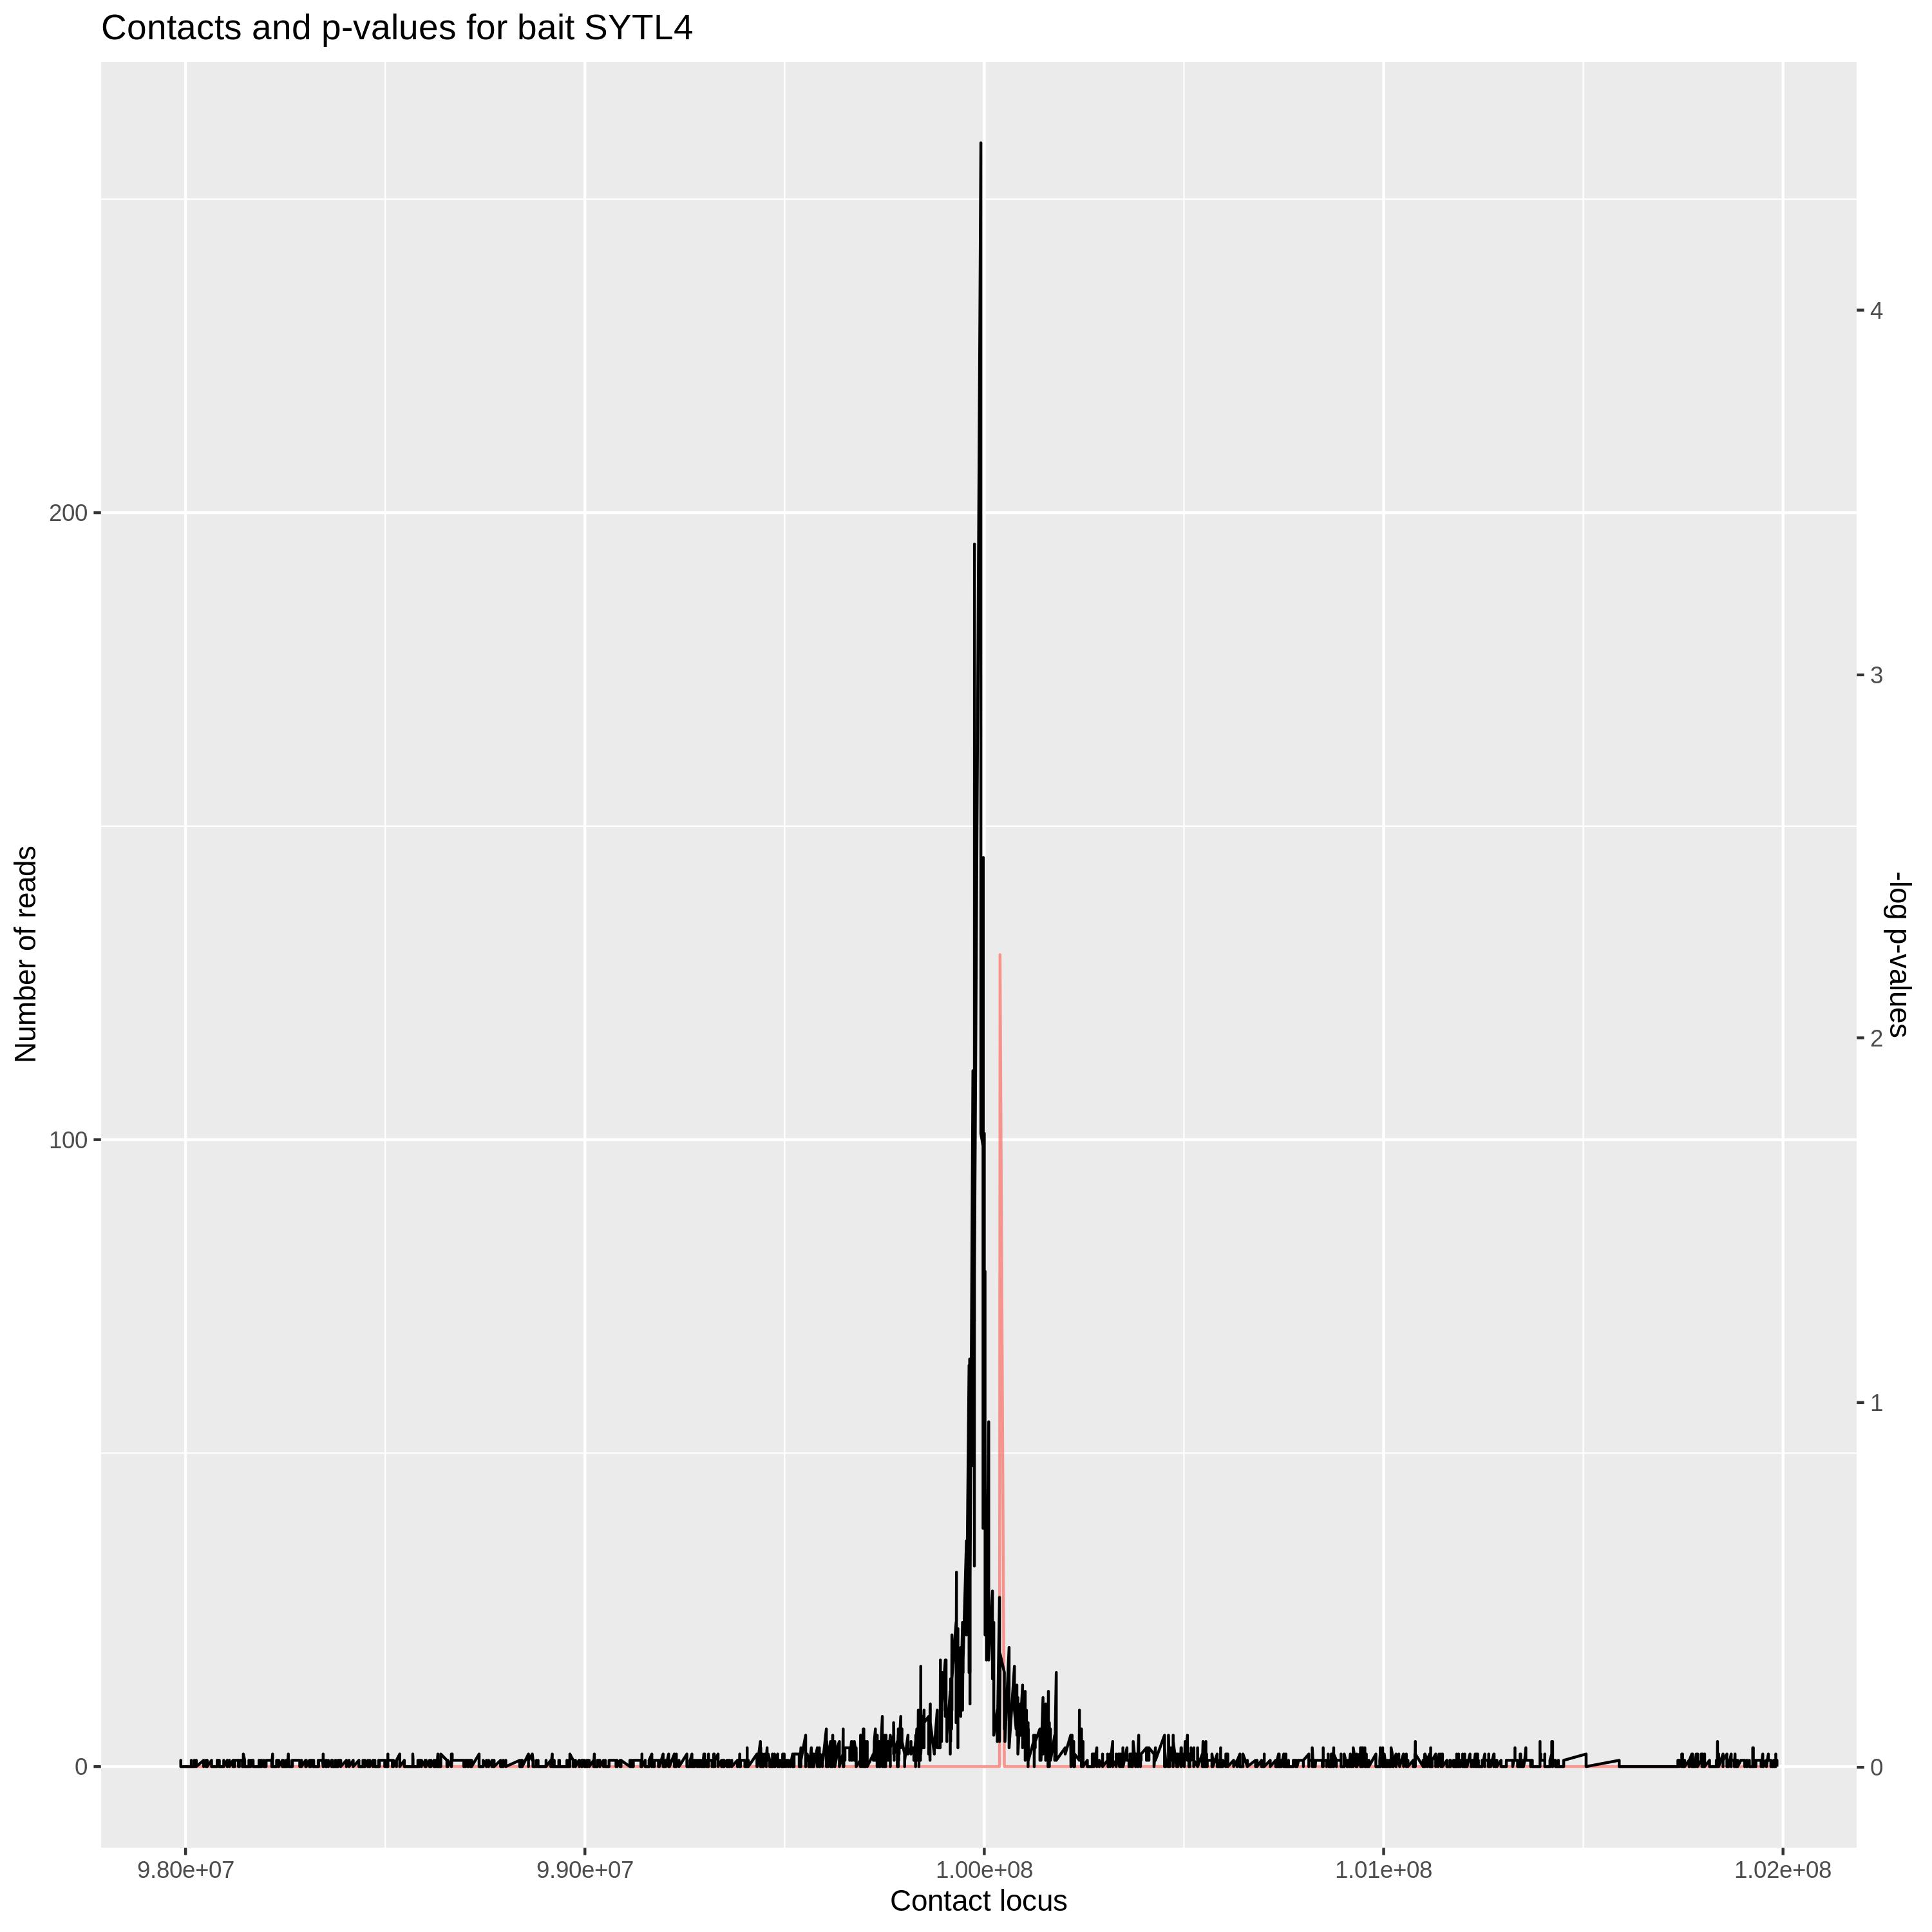 Contacts and p-values for bait SYTL4
Number of reads
200
100
0
4
3
2
1
0
-log p-values
9.80e+07 9.90e+07 1.00e+08 1.01e+08 1.02e+08
Contact locus